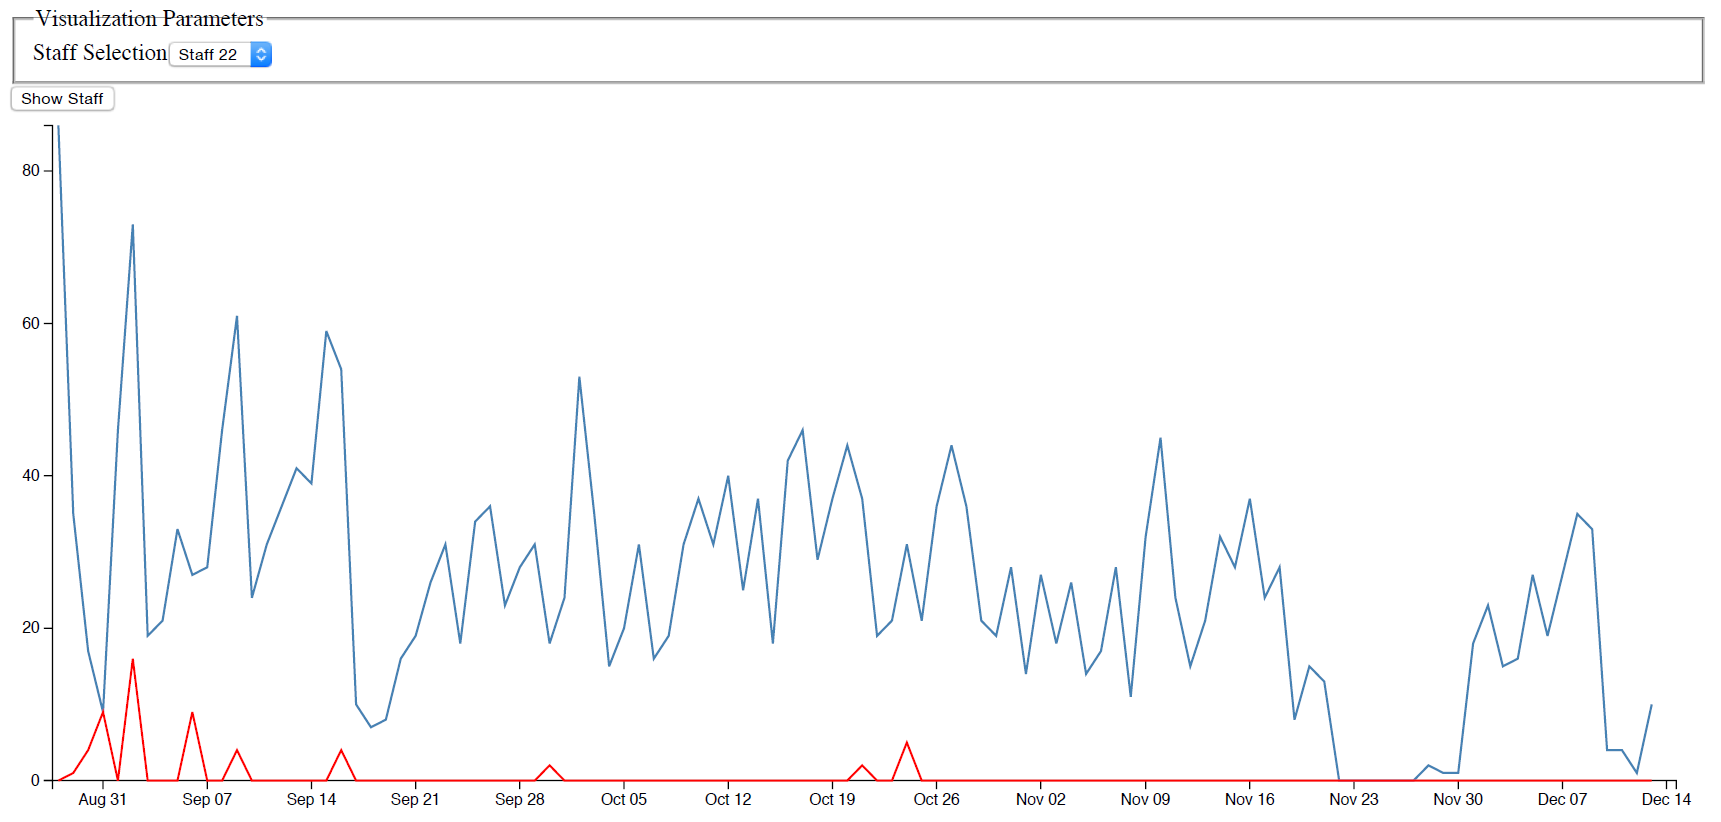 Visualization Parameters
Staff Selection Staff 22
Show Staff
80
60
40
20
0
Aug 31 Sep 07 Sep 14 Sep 21 Sep 28 Oct 05 Oct 12 Oct 19 Oct 26 Nov 02 Nov 09 Nov 16 Nov 23 Nov 30 Dec 07 Dec 14